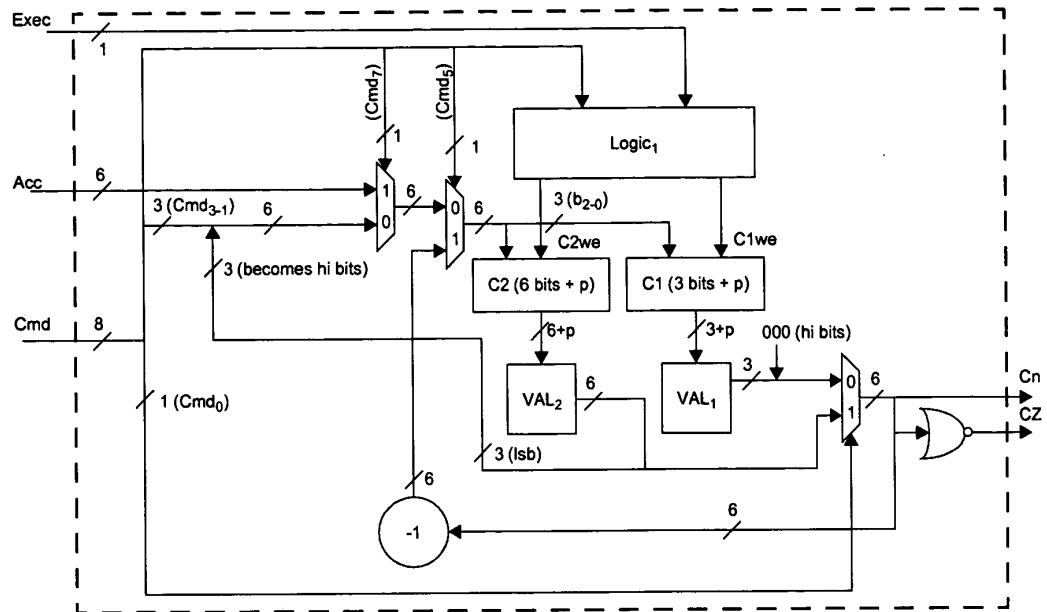 Exec
1
(Cmd₇)
(Cmd₅)
1
1
Logic₁
Acc
6
1
0
6
0
1
6
3 (b₂₋₀)
3 (Cmd₃₋₁)
6
C2we
C1we
3 (becomes hi bits)
C2 (6 bits + p)
C1 (3 bits + p)
Cmd
8
6+p
3+p
000 (hi bits)
VAL₂
6
VAL₁
3
0
1
6
Cn
CZ
1 (Cmd₀)
3 (lsb)
6
-1
6